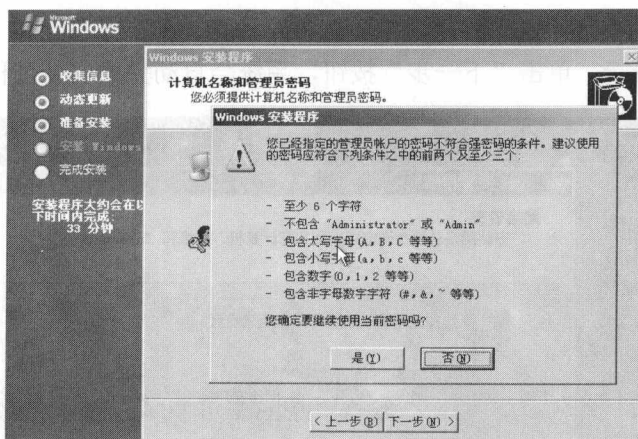 Microsoft
Windows
收集信息
动态更新
准备安装
安装 Windows
完成安装
安装程序大约会在以
下时间内完成:
33 分钟
Windows 安装程序
计算机名称和管理员密码
您必须提供计算机名称和管理员密码。
Windows 安装程序
您已经指定的管理员帐户的密码不符合强密码的条件。建议使用
的密码应符合下列条件之中的前两个及至少三个:
- 至少 6 个字符
- 不包含 "Administrator" 或 "Admin"
- 包含大写字母(A, B, C 等等)
- 包含小写字母(a, b, c 等等)
- 包含数字(0, 1, 2 等等)
- 包含非字母数字字符 (#, &, ~ 等等)
您确定要继续使用当前密码吗?
是(Y)
否(N)
< 上一步(B)
下一步(N) >